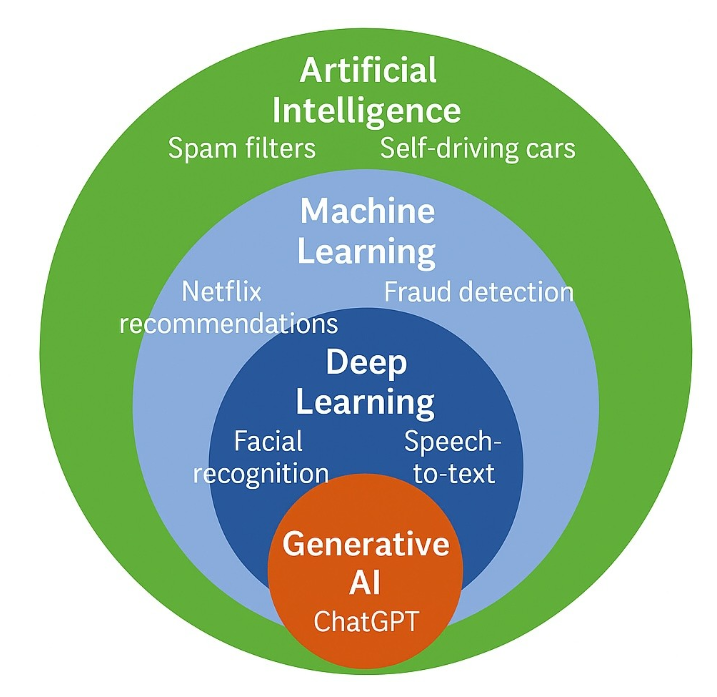 Artificial
Intelligence
Spam filters Self-driving cars
Machine
Learning
Netflix
recommendations
Fraud detection
Deep
Learning
Facial
recognition
Speech-
to-text
Generative
AI
ChatGPT